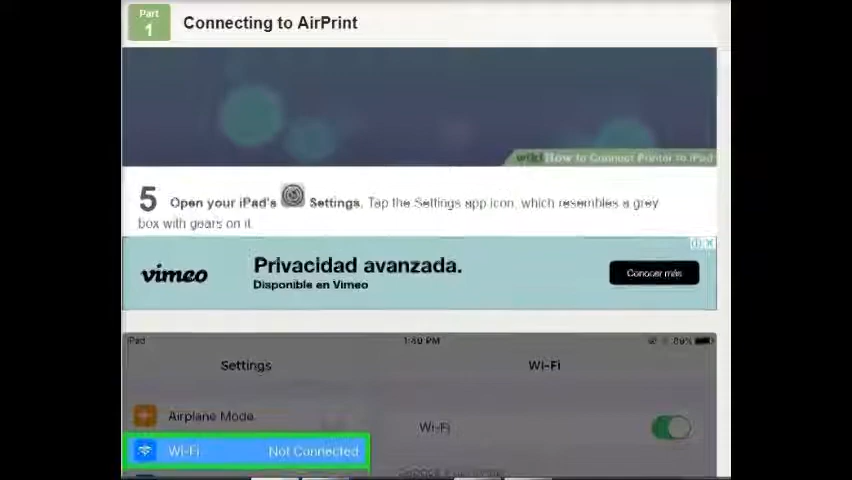 Part
1
Connecting to AirPrint
wikiHow to Connect Printer to iPad
5 Open your iPad's Settings. Tap the Settings app icon, which resembles a grey
box with gears on it.
vimeo
Privacidad avanzada.
Disponible en Vimeo
Conocer más
iPad
1:40 PM
Settings
Wi-Fi
Airplane Mode
Wi-Fi
Wi-Fi
Not Connected